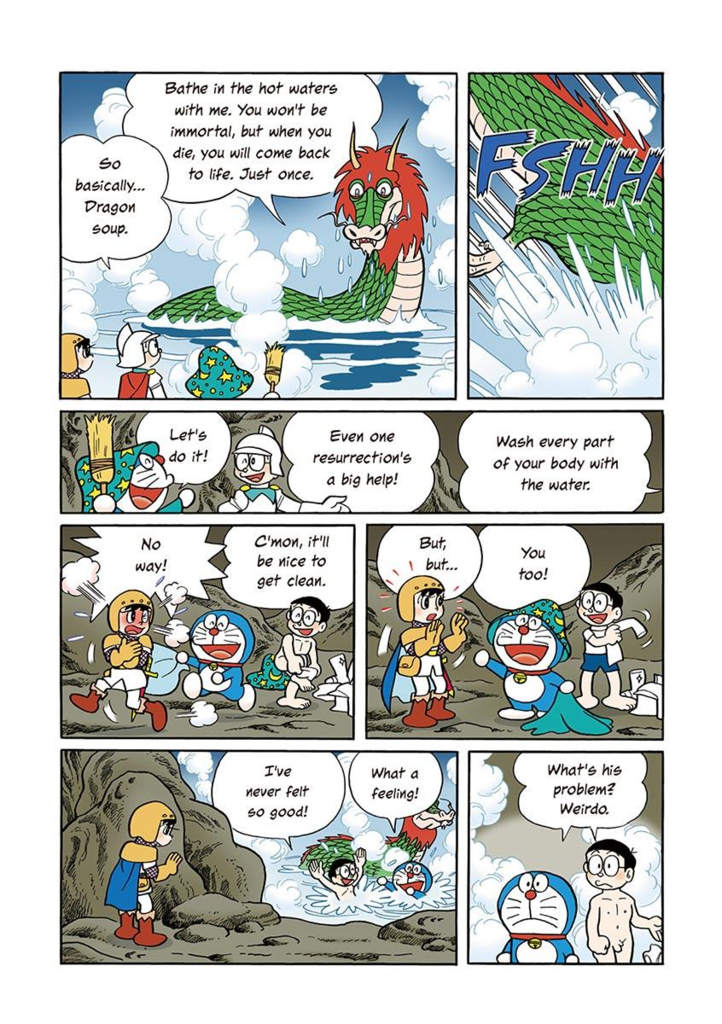 FSHHH
Bathe in the hot waters
with me. You won't be
immortal, but when you
die, you will come back
to life. Just once.
So
basically...
Dragon
soup.
Wash every part
of your body with
the water.
Even one
resurrection's
a big help!
Let's
do it!
You
too!
But,
but...
C'mon, it'll
be nice to
get clean.
No
way!
What's his
problem?
Weirdo.
What a
feeling!
I've
never felt
so good!